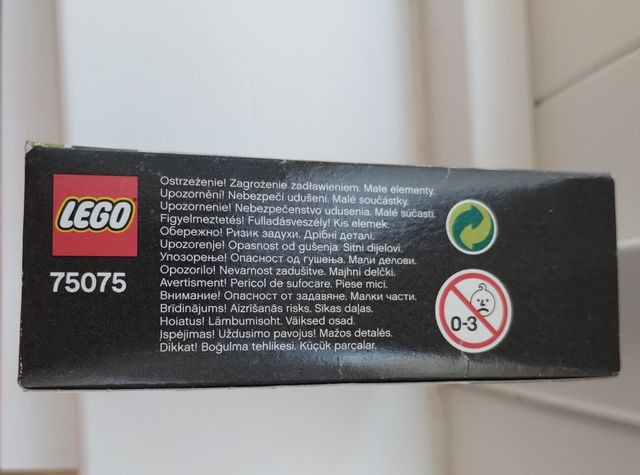 LEGO
75075
Ostrzeżenie! Zagrożenie zadławieniem. Małe elementy.
Upozornění! Nebezpečí udušení. Malé součástky.
Upozornenie! Nebezpečenstvo udusenia. Malé súčasti.
Figyelmeztetés! Fulladásveszély! Kis elemek.
Обережно! Ризик задухи. Дрібні деталі.
Upozorenje! Opasnost od gušenja. Sitni dijelovi.
Упозорење! Опасност од гушења. Мали делови.
Opozorilo! Nevarnost zadušitve. Majhni delčki.
Avertisment! Pericol de sufocare. Piese mici.
Внимание! Опасност от задавяне. Малки части.
Brīdinājums! Aizrīšanās risks. Sīkas daļas.
Hoiatus! Lämbumisoht. Väiksed osad.
Įspėjimas! Uždusimo pavojus! Mažos detalės.
Dikkat! Boğulma tehlikesi. Küçük parçalar.
0-3